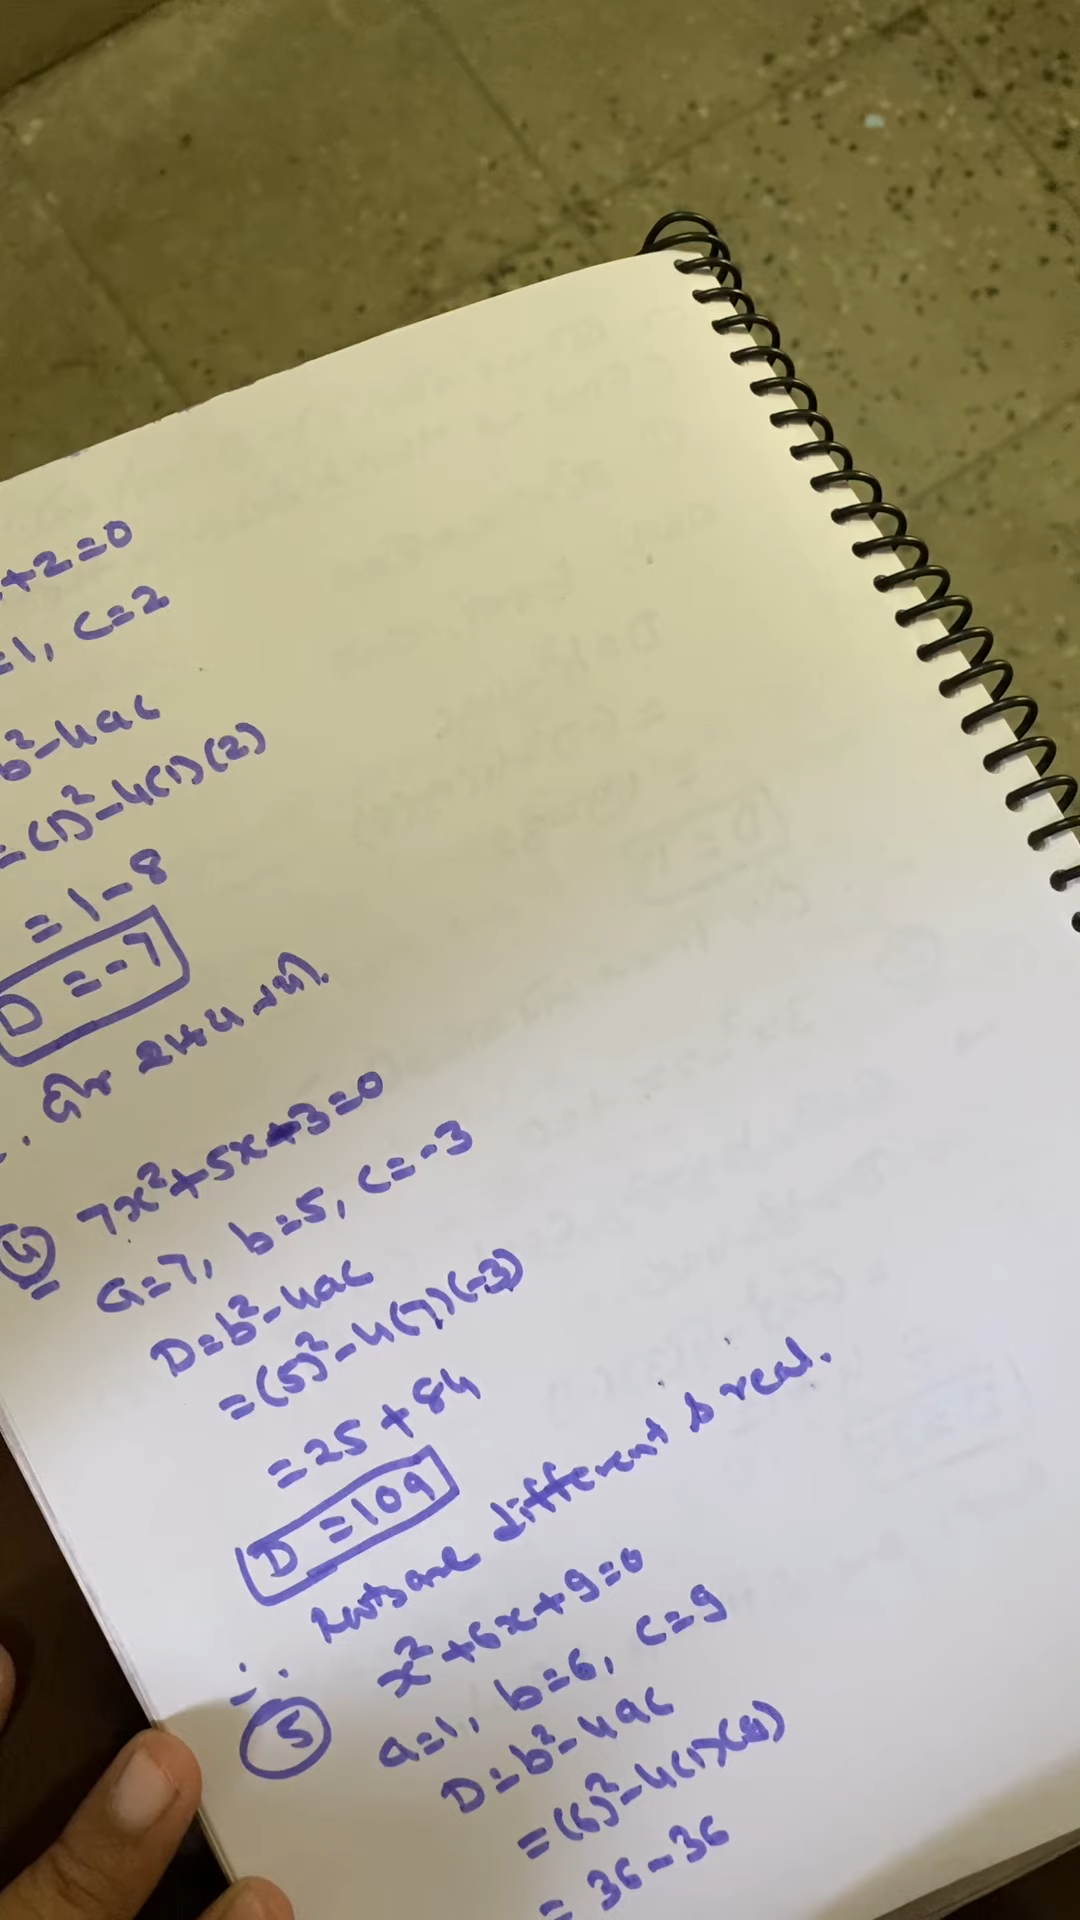 +2=0
=1, c=2
b²-4ac
=(1)²-4(1)(2)
=1-8
D =-7
4) 7x²+5x-3=0
a=7, b=5, c=-3
D=b²-4ac
=(5)²-4(7)(-3)
=25+84
D =109
∴ Roots are different & real.
5 x²+6x+9=0
a=1, b=6, c=9
D=b²-4ac
=(6)²-4(1)(9)
= 36-36